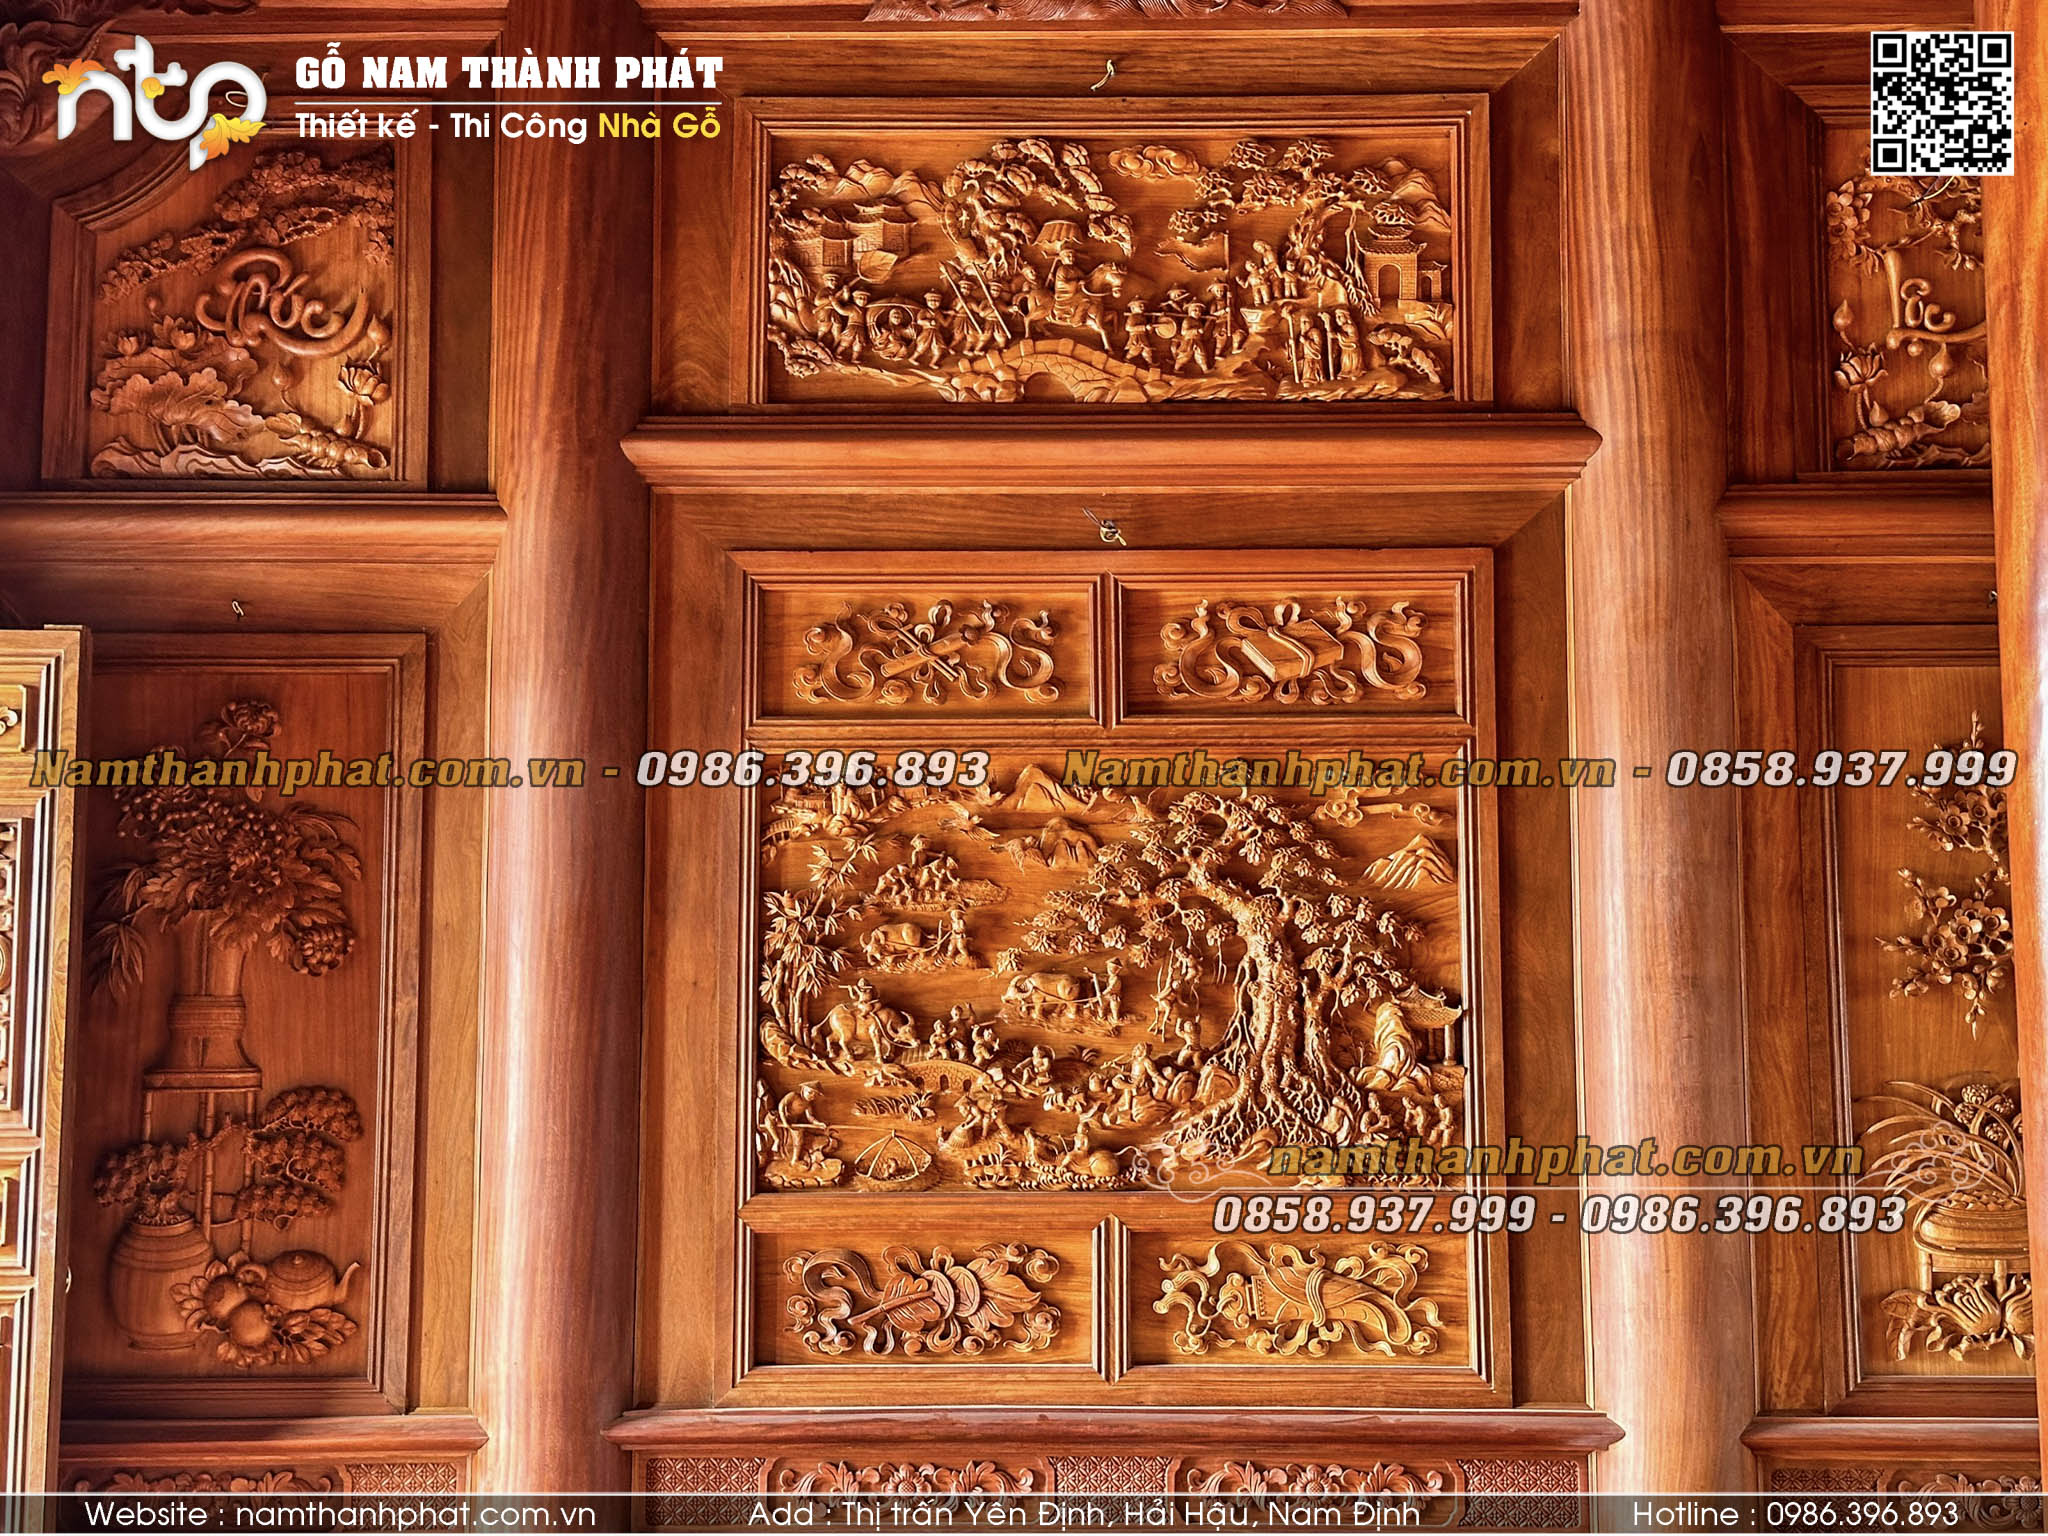 ntp
GỖ NAM THÀNH PHÁT
Thiết kế - Thi Công Nhà Gỗ
Phúc
Lộc
Namthanhphat.com.vn - 0986.396.893
Namthanhphat.com.vn - 0858.937.999
namthanhphat.com.vn
0858.937.999 - 0986.396.893
Website : namthanhphat.com.vn
Add : Thị trấn Yên Định, Hải Hậu, Nam Định
Hotline : 0986.396.893